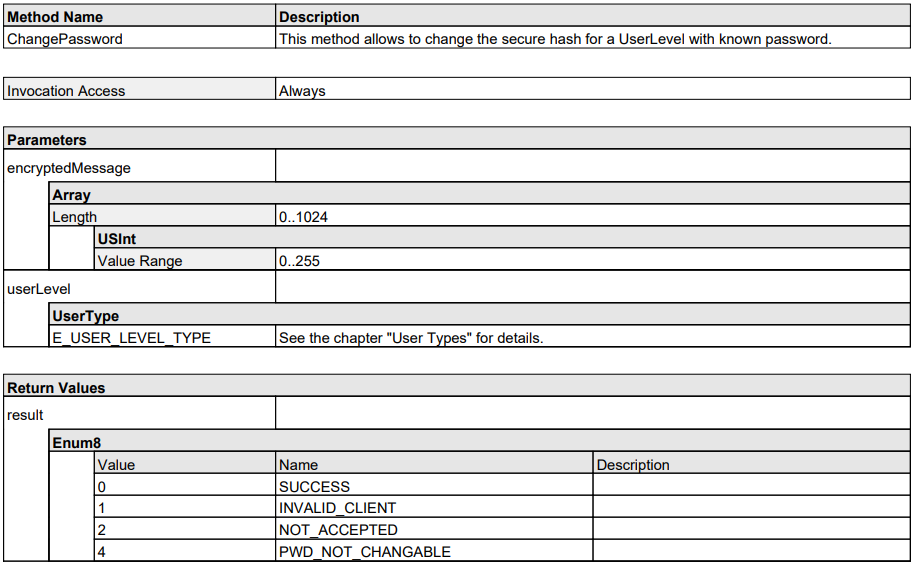 Method Name Description
ChangePassword This method allows to change the secure hash for a UserLevel with known password.
Invocation Access Always
Parameters
encryptedMessage
Array
Length 0..1024
USInt
Value Range 0..255
userLevel
UserType
E_USER_LEVEL_TYPE See the chapter "User Types" for details.
Return Values
result
Enum8
Value Name Description
0 SUCCESS
1 INVALID_CLIENT
2 NOT_ACCEPTED
4 PWD_NOT_CHANGABLE